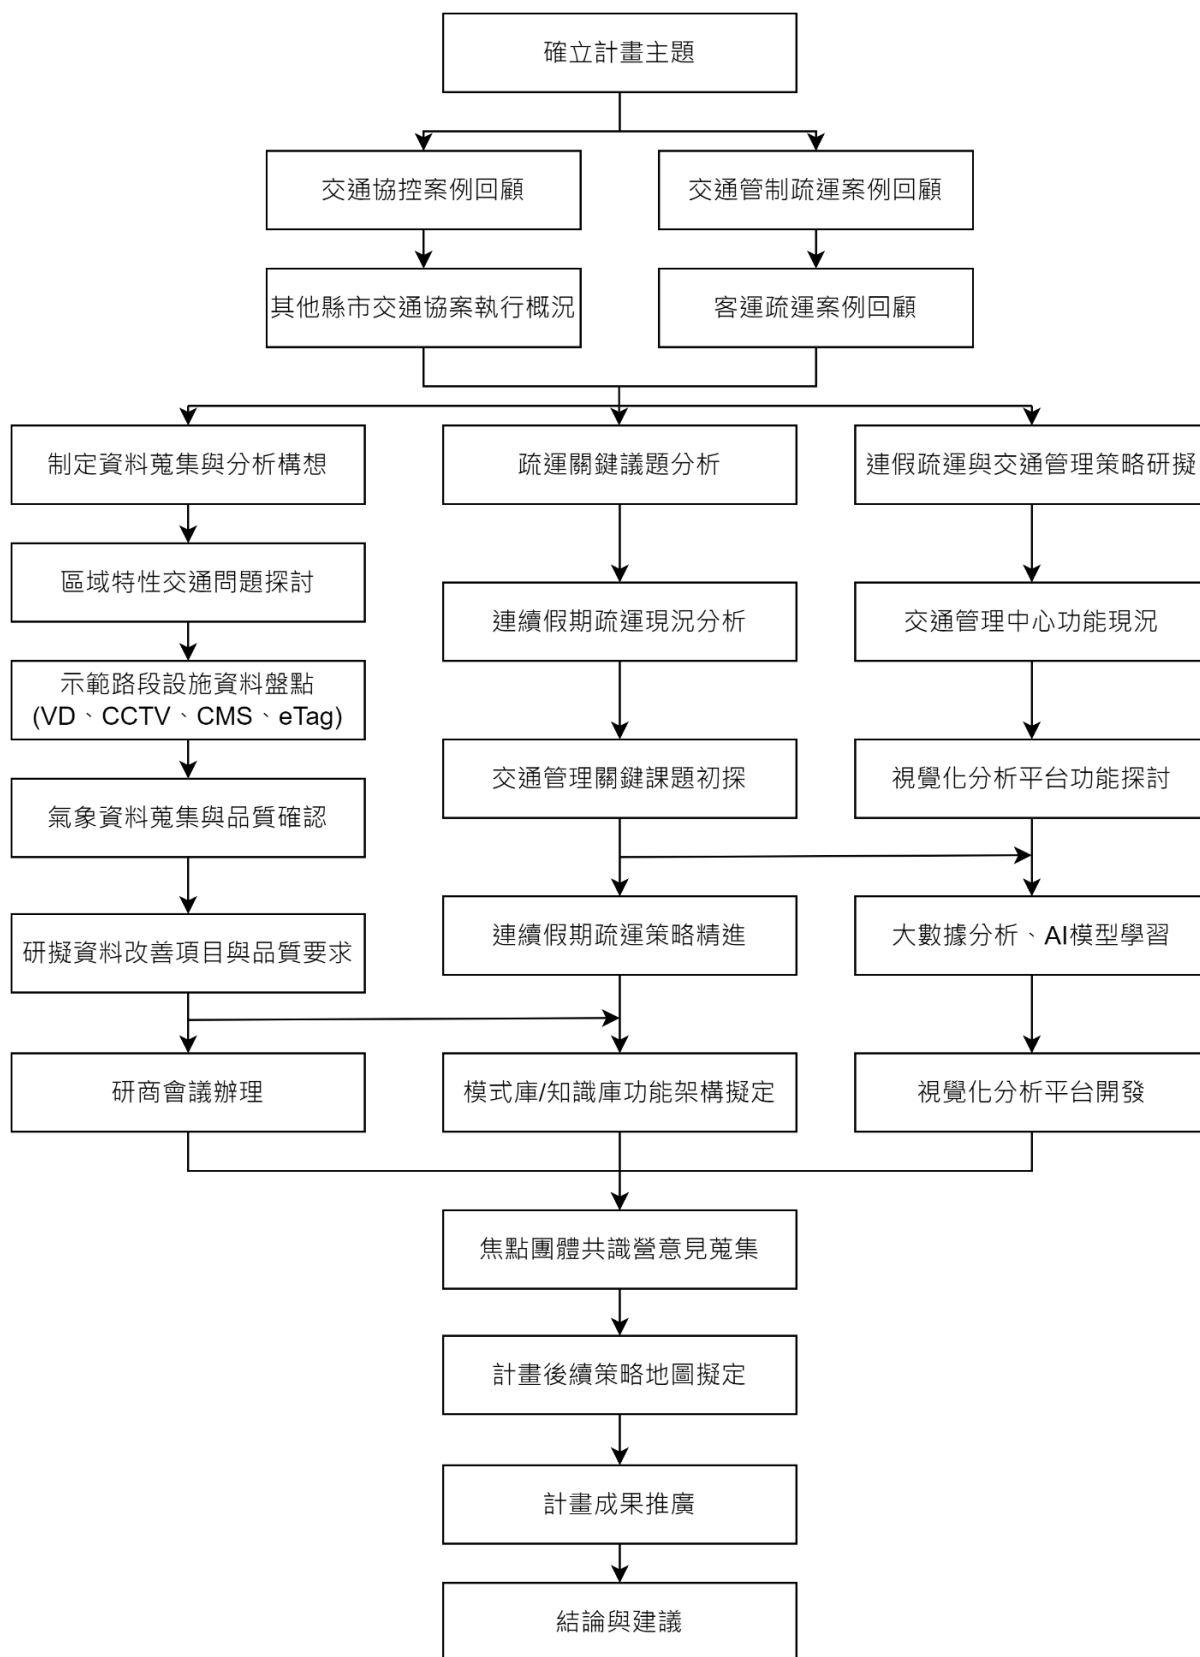 確立計畫主題
交通協控案例回顧
交通管制疏運案例回顧
其他縣市交通協案執行概況
客運疏運案例回顧
制定資料蒐集與分析構想
疏運關鍵議題分析
連假疏運與交通管理策略研擬
區域特性交通問題探討
連續假期疏運現況分析
交通管理中心功能現況
示範路段設施資料盤點
(VD、CCTV、CMS、eTag)
交通管理關鍵課題初探
視覺化分析平台功能探討
氣象資料蒐集與品質確認
研擬資料改善項目與品質要求
連續假期疏運策略精進
大數據分析、AI模型學習
研商會議辦理
模式庫/知識庫功能架構擬定
視覺化分析平台開發
焦點團體共識營意見蒐集
計畫後續策略地圖擬定
計畫成果推廣
結論與建議